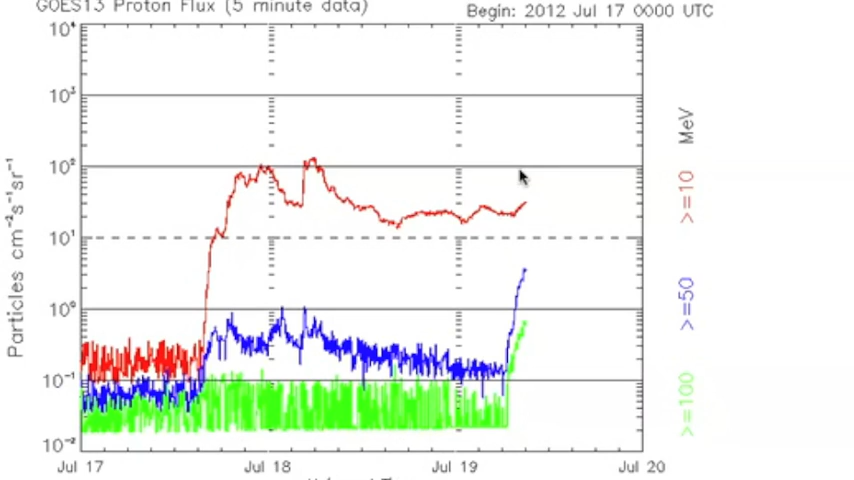 GOES13 Proton Flux (5 minute data)
Begin: 2012 Jul 17 0000 UTC
10⁴
10³
10²
10¹
10⁰
10⁻¹
10⁻²
Particles cm⁻²s⁻¹sr⁻¹
Jul 17
Jul 18
Jul 19
Jul 20
>=10
>=50
>=100
MeV